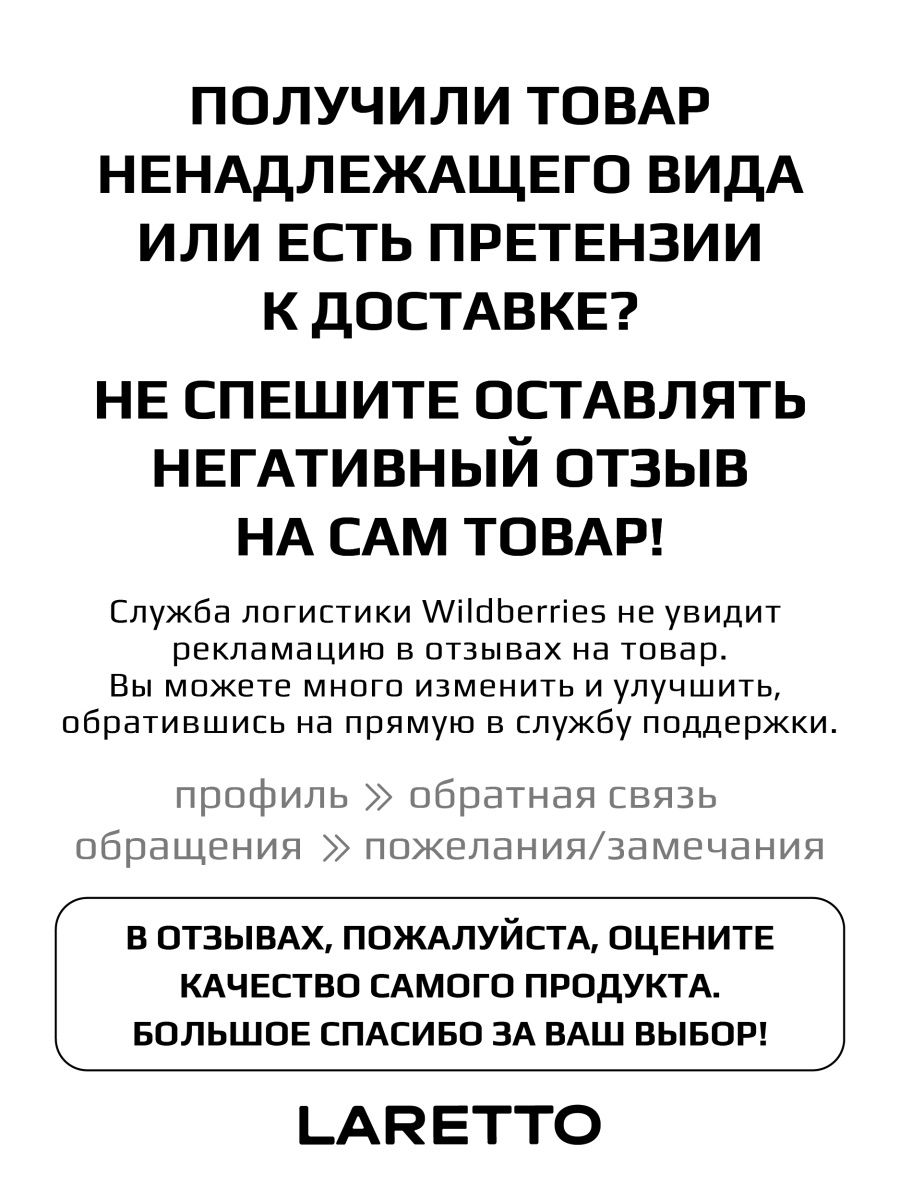 ПОЛУЧИЛИ ТОВАР
НЕНАДЛЕЖАЩЕГО ВИДА
ИЛИ ЕСТЬ ПРЕТЕНЗИИ
К ДОСТАВКЕ?
НЕ СПЕШИТЕ ОСТАВЛЯТЬ
НЕГАТИВНЫЙ ОТЗЫВ
НА САМ ТОВАР!
Служба логистики Wildberries не увидит
рекламацию в отзывах на товар.
Вы можете много изменить и улучшить,
обратившись на прямую в службу поддержки.
профиль » обратная связь
обращения » пожелания/замечания
В ОТЗЫВАХ, ПОЖАЛУЙСТА, ОЦЕНИТЕ
КАЧЕСТВО САМОГО ПРОДУКТА.
БОЛЬШОЕ СПАСИБО ЗА ВАШ ВЫБОР!
LARETTO